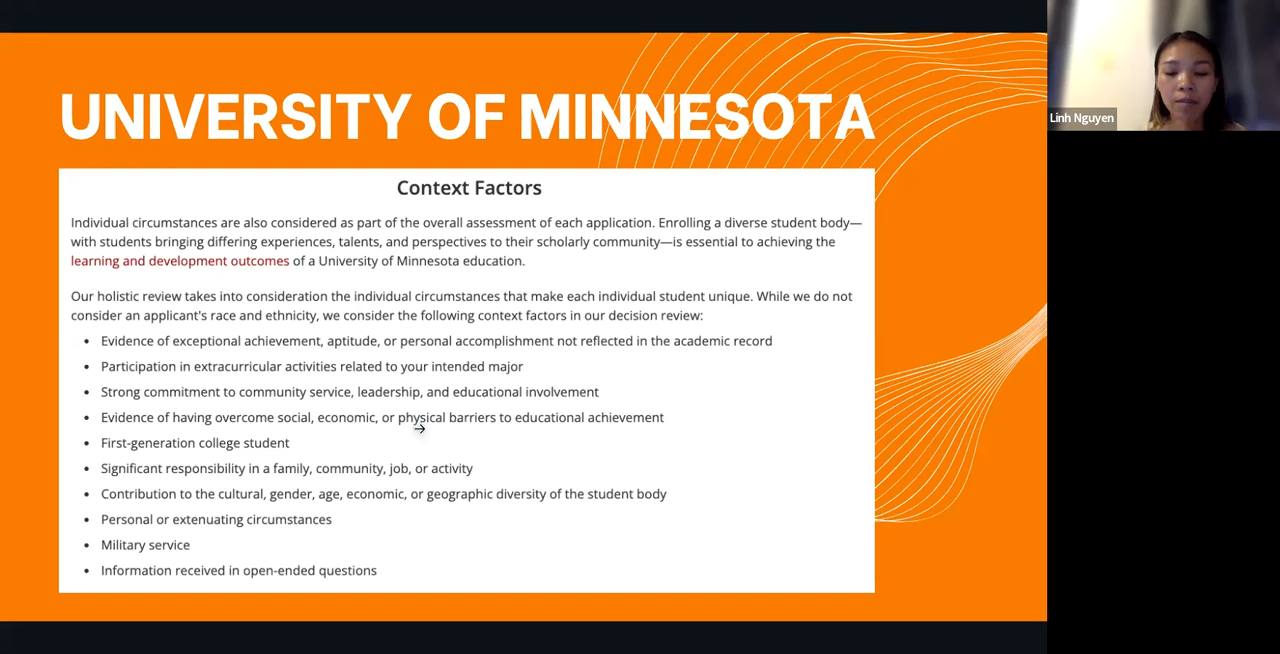 UNIVERSITY OF MINNESOTA
Linh Nguyen
Context Factors
Individual circumstances are also considered as part of the overall assessment of each application. Enrolling a diverse student body—
with students bringing differing experiences, talents, and perspectives to their scholarly community—is essential to achieving the
learning and development outcomes of a University of Minnesota education.
Our holistic review takes into consideration the individual circumstances that make each individual student unique. While we do not
consider an applicant's race and ethnicity, we consider the following context factors in our decision review:
• Evidence of exceptional achievement, aptitude, or personal accomplishment not reflected in the academic record
• Participation in extracurricular activities related to your intended major
• Strong commitment to community service, leadership, and educational involvement
• Evidence of having overcome social, economic, or physical barriers to educational achievement
• First-generation college student
• Significant responsibility in a family, community, job, or activity
• Contribution to the cultural, gender, age, economic, or geographic diversity of the student body
• Personal or extenuating circumstances
• Military service
• Information received in open-ended questions